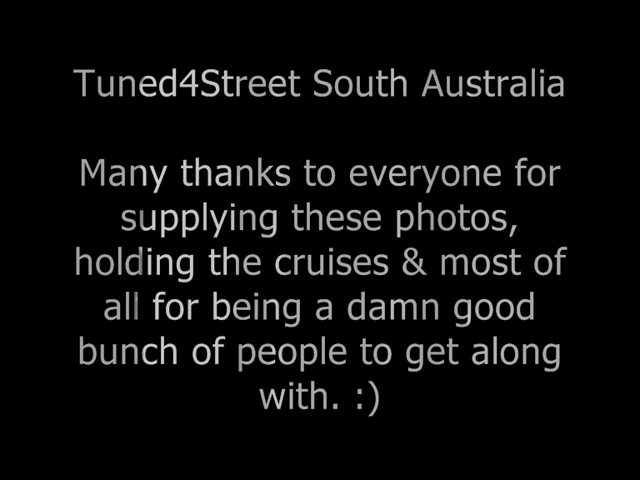 Tuned4Street South Australia
Many thanks to everyone for
supplying these photos,
holding the cruises & most of
all for being a damn good
bunch of people to get along
with. :)